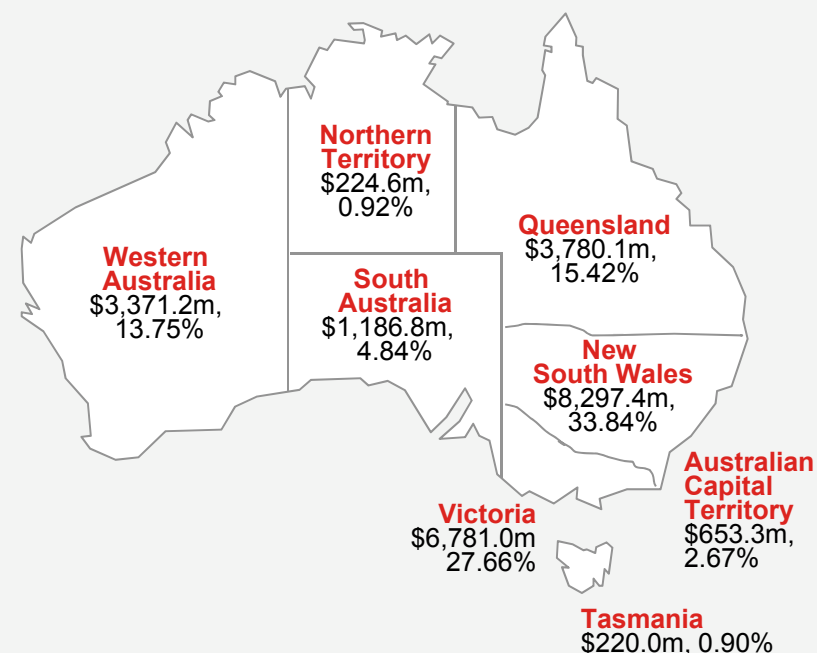 Northern
Territory
$224.6m,
0.92%
Queensland
$3,780.1m,
15.42%
Western
Australia
$3,371.2m,
13.75%
South
Australia
$1,186.8m,
4.84%
New
South Wales
$8,297.4m,
33.84%
Australian
Capital
Territory
$653.3m,
2.67%
Victoria
$6,781.0m
27.66%
Tasmania
$220.0m, 0.90%